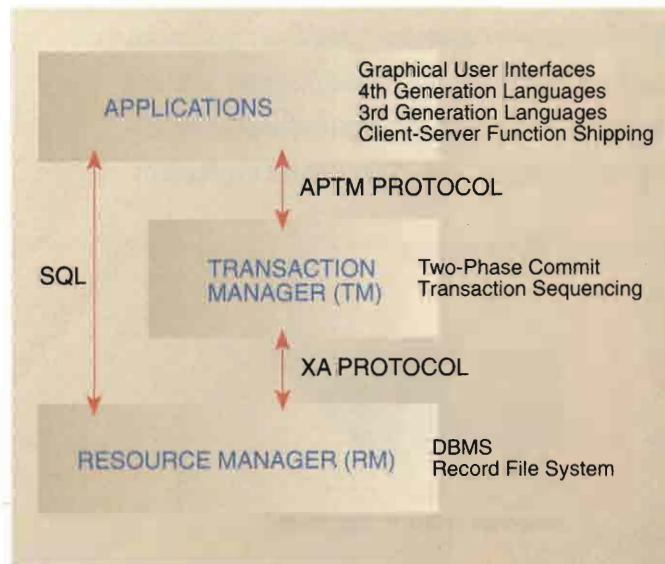 APPLICATIONS
Graphical User Interfaces
4th Generation Languages
3rd Generation Languages
Client-Server Function Shipping
APTM PROTOCOL
SQL
TRANSACTION
MANAGER (TM)
Two-Phase Commit
Transaction Sequencing
XA PROTOCOL
RESOURCE MANAGER (RM)
DBMS
Record File System